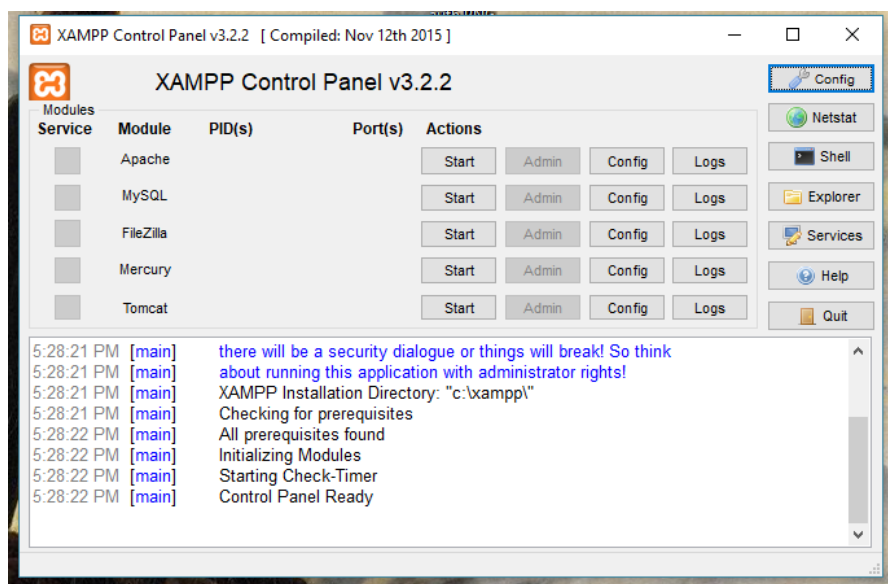 XAMPP Control Panel v3.2.2 [ Compiled: Nov 12th 2015 ]
XAMPP Control Panel v3.2.2
Config
Modules
Service Module PID(s) Port(s) Actions
Netstat
Apache Start Admin Config Logs
Shell
MySQL Start Admin Config Logs
Explorer
FileZilla Start Admin Config Logs
Services
Mercury Start Admin Config Logs
Help
Tomcat Start Admin Config Logs
Quit
5:28:21 PM [main] there will be a security dialogue or things will break! So think
5:28:21 PM [main] about running this application with administrator rights!
5:28:21 PM [main] XAMPP Installation Directory: "c:\xampp\"
5:28:21 PM [main] Checking for prerequisites
5:28:22 PM [main] All prerequisites found
5:28:22 PM [main] Initializing Modules
5:28:22 PM [main] Starting Check-Timer
5:28:22 PM [main] Control Panel Ready